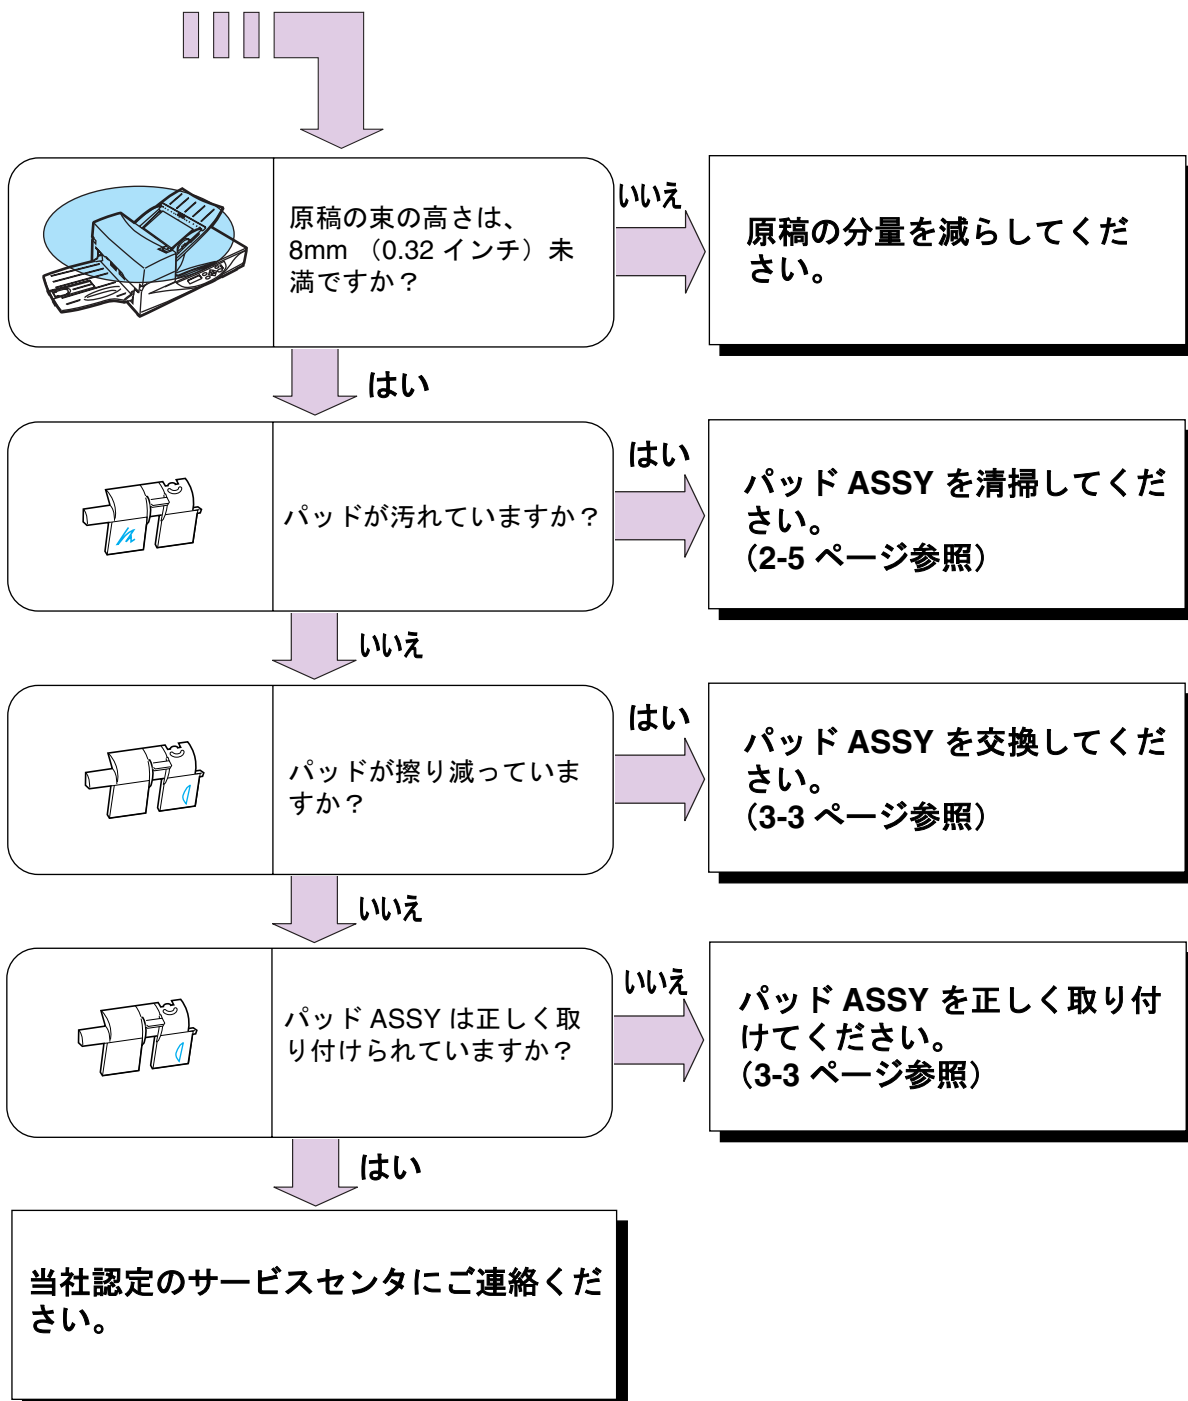 原稿の束の高さは、
8mm （0.32 インチ）未
満ですか？
いいえ
原稿の分量を減らしてくだ
さい。
はい
パッドが汚れていますか？
はい
パッド ASSY を清掃してくだ
さい。
（2-5 ページ参照）
いいえ
パッドが擦り減っていま
すか？
はい
パッド ASSY を交換してくだ
さい。
（3-3 ページ参照）
いいえ
パッド ASSY は正しく取
り付けられていますか？
いいえ
パッド ASSY を正しく取り付
けてください。
（3-3 ページ参照）
はい
当社認定のサービスセンタにご連絡くだ
さい。